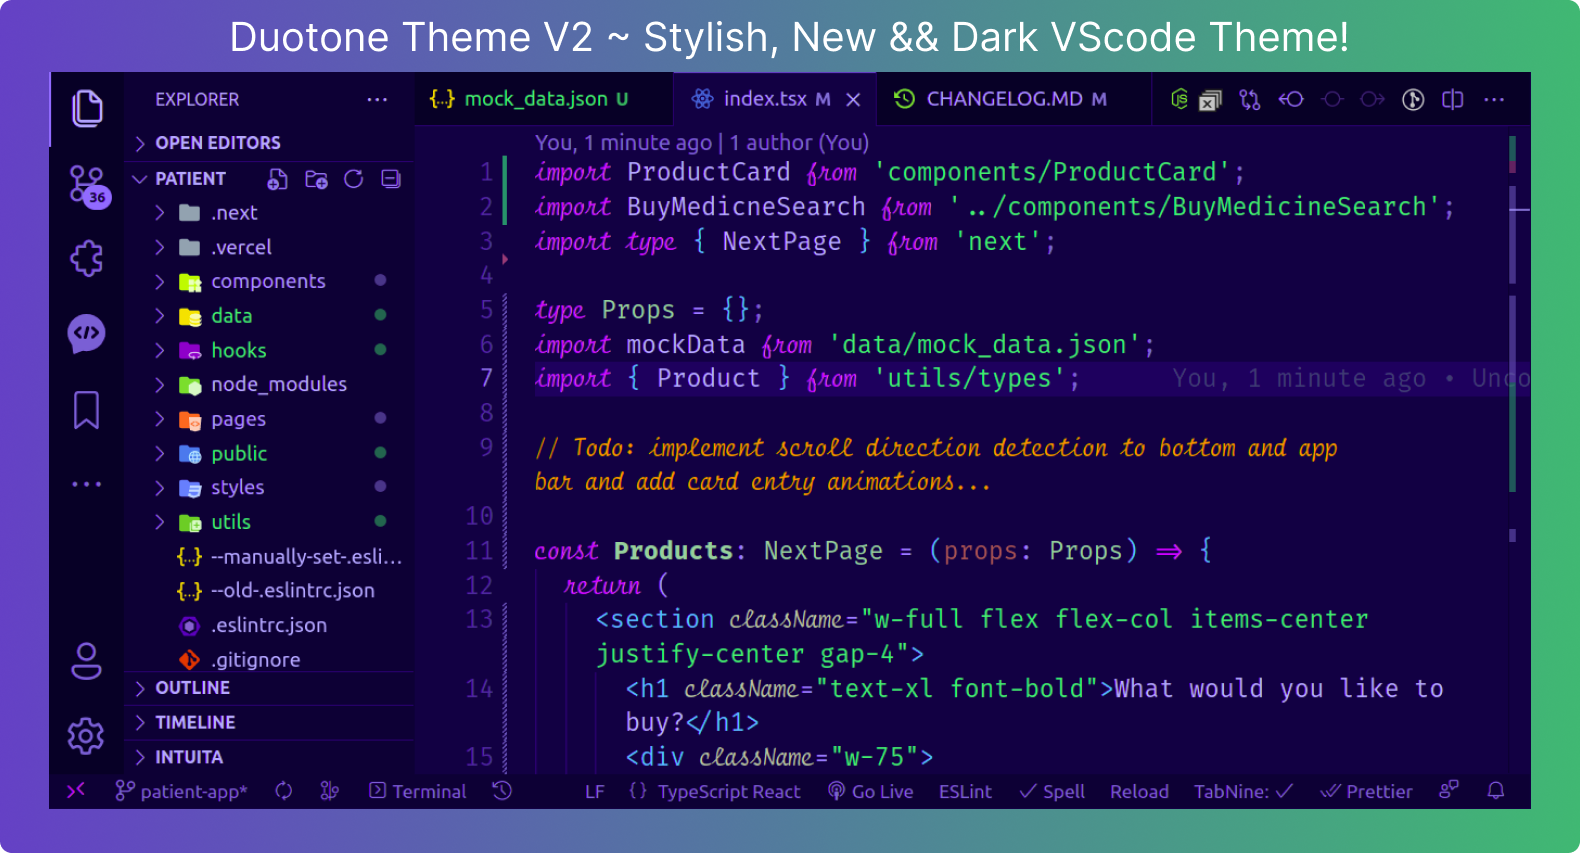 Duotone Theme V2 ~ Stylish, New && Dark VScode Theme!
EXPLORER
mock_data.json U
index.tsx M
CHANGELOG.MD M
OPEN EDITORS
PATIENT
36
.next
.vercel
components
data
hooks
node_modules
pages
public
styles
utils
{..} --manually-set-.esli...
{..} --old-.eslintrc.json
.eslintrc.json
.gitignore
OUTLINE
TIMELINE
INTUITA
You, 1 minute ago | 1 author (You)
1 import ProductCard from 'components/ProductCard';
2 import BuyMedicneSearch from '../components/BuyMedicineSearch';
3 import type { NextPage } from 'next';
4
5 type Props = {};
6 import mockData from 'data/mock_data.json';
7 import { Product } from 'utils/types'; You, 1 minute ago • Unco
8
9 // Todo: implement scroll direction detection to bottom and app
bar and add card entry animations...
10
11 const Products: NextPage = (props: Props) ⇒ {
12 return (
13 <section className="w-full flex flex-col items-center
justify-center gap-4">
14 <h1 className="text-xl font-bold">What would you like to
buy?</h1>
15 <div className="w-75">
patient-app*
Terminal
LF
{} TypeScript React
Go Live
ESLint
✓ Spell
Reload
TabNine: ✓
Prettier